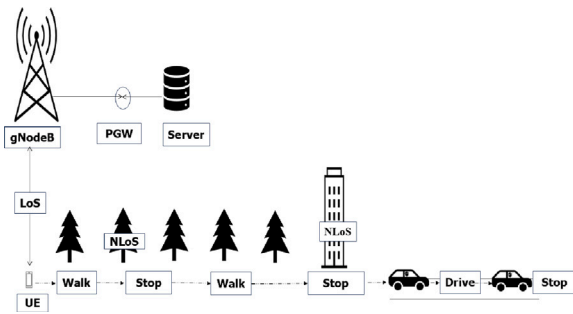 gNodeB
PGW
Server
LoS
NLoS
NLoS
UE
Walk
Stop
Walk
Stop
Drive
Stop